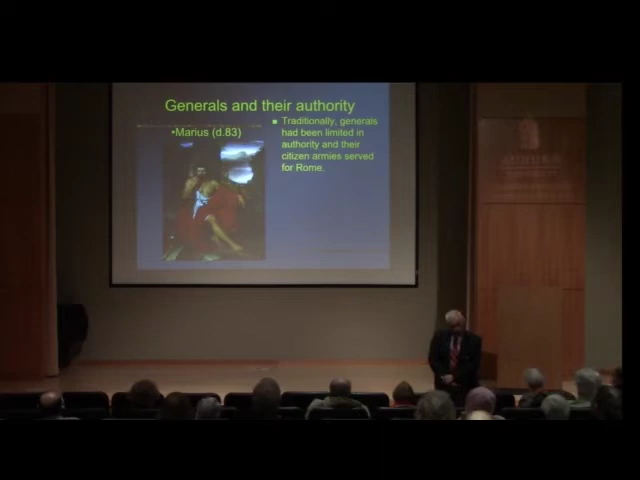 Generals and their authority
•Marius (d.83)
■ Traditionally, generals
had been limited in
authority and their
citizen armies served
for Rome.